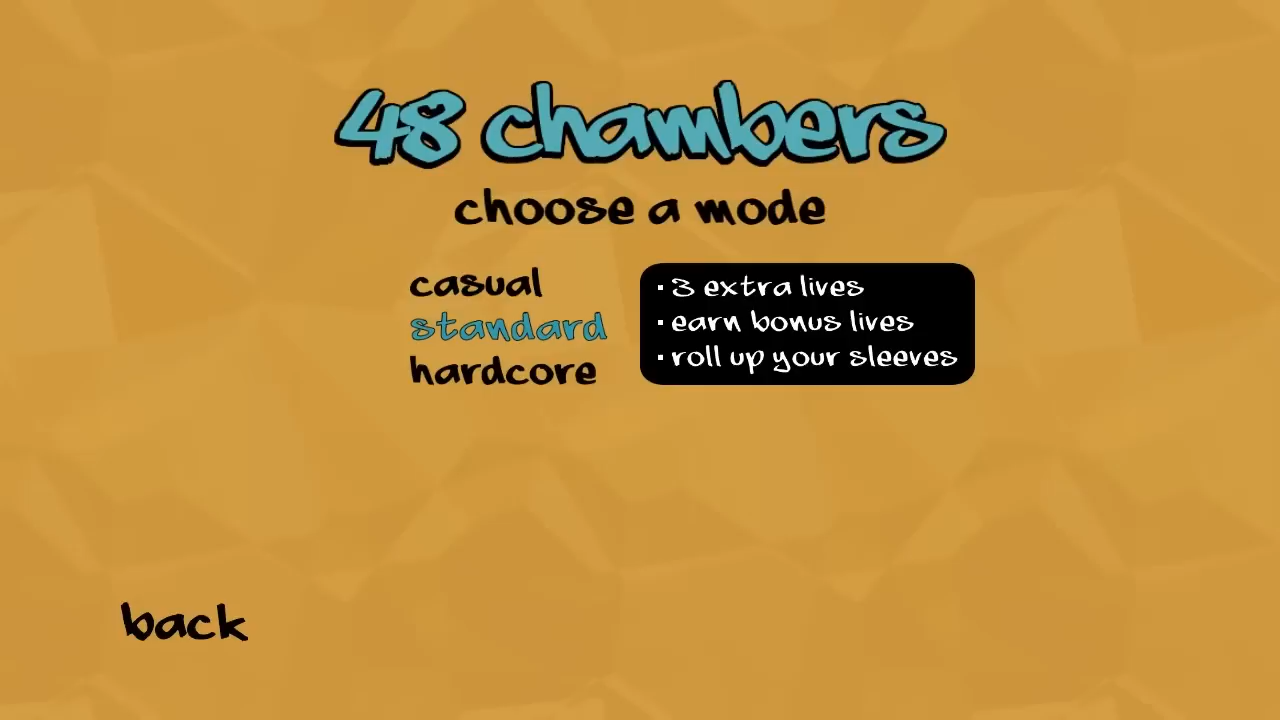 48 chambers
choose a mode
casual
standard
hardcore
· 3 extra lives
· earn bonus lives
· roll up your sleeves
back